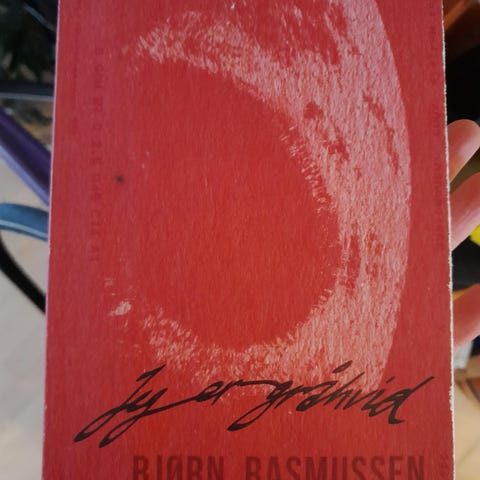 Jeg er gråhvid
BJØRN RASMUSSEN